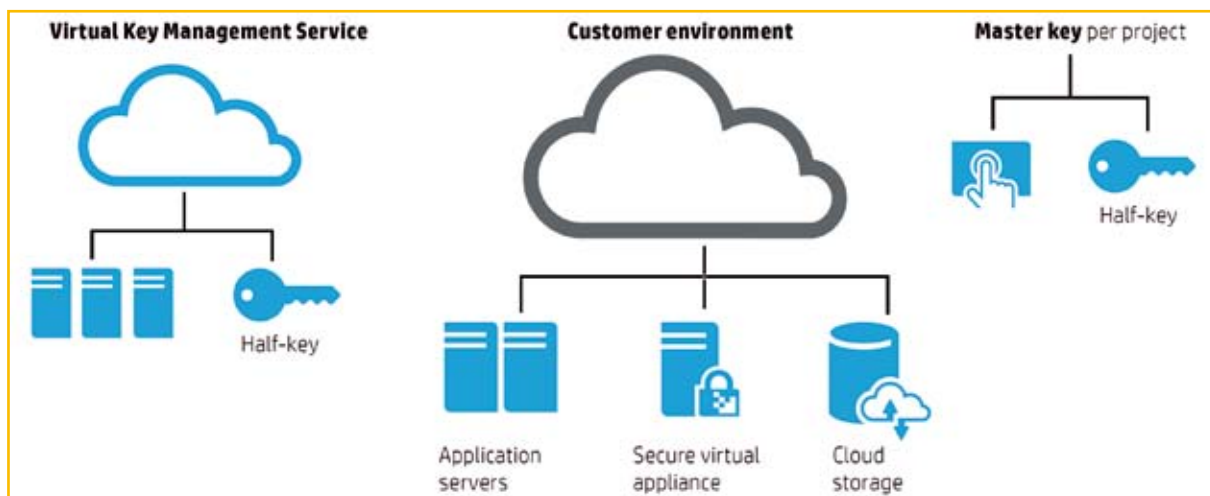 Virtual Key Management Service
Customer environment
Master key per project
Half-key
Half-key
Application
servers
Secure virtual
appliance
Cloud
storage